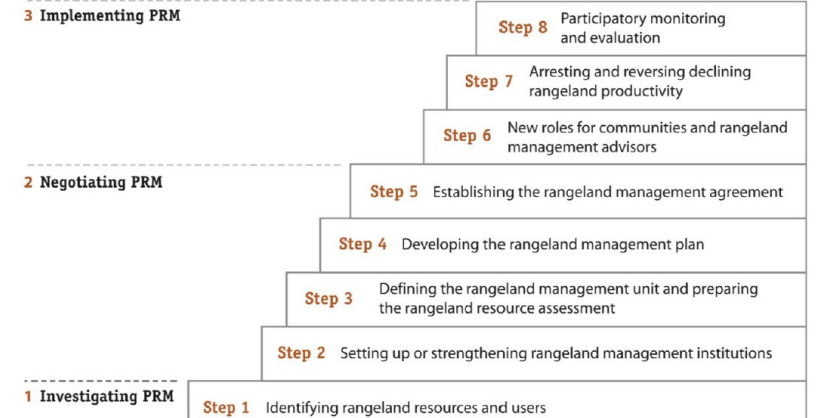 3 Implementing PRM
Step 8 Participatory monitoring
and evaluation
Step 7 Arresting and reversing declining
rangeland productivity
Step 6 New roles for communities and rangeland
management advisors
2 Negotiating PRM
Step 5 Establishing the rangeland management agreement
Step 4 Developing the rangeland management plan
Step 3 Defining the rangeland management unit and preparing
the rangeland resource assessment
Step 2 Setting up or strengthening rangeland management institutions
1 Investigating PRM
Step 1 Identifying rangeland resources and users